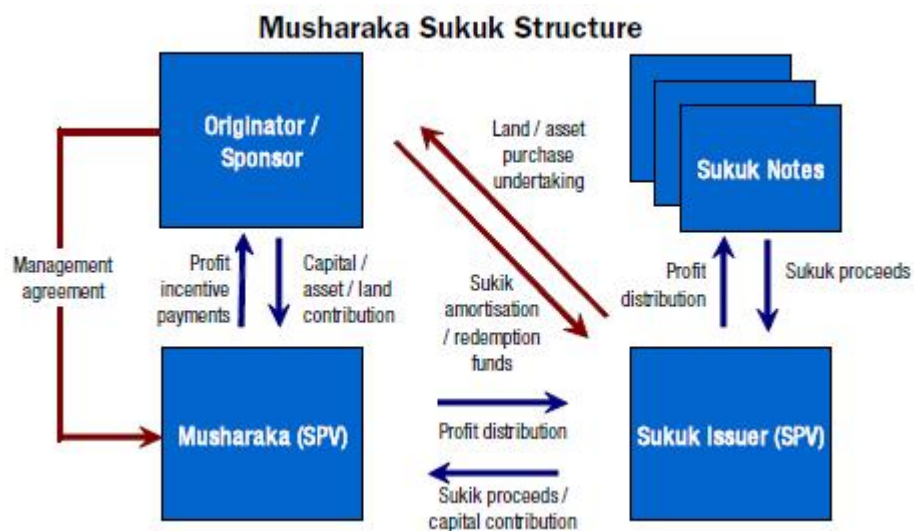 Musharaka Sukuk Structure
Originator /
Sponsor
Land / asset
purchase
undertaking
Sukuk Notes
Management
agreement
Profit
incentive
payments
Capital /
asset / land
contribution
Sukik
amortisation
/ redemption
funds
Profit
distribution
Sukuk proceeds
Musharaka (SPV)
Profit distribution
Sukik proceeds /
capital contribution
Sukuk Issuer (SPV)